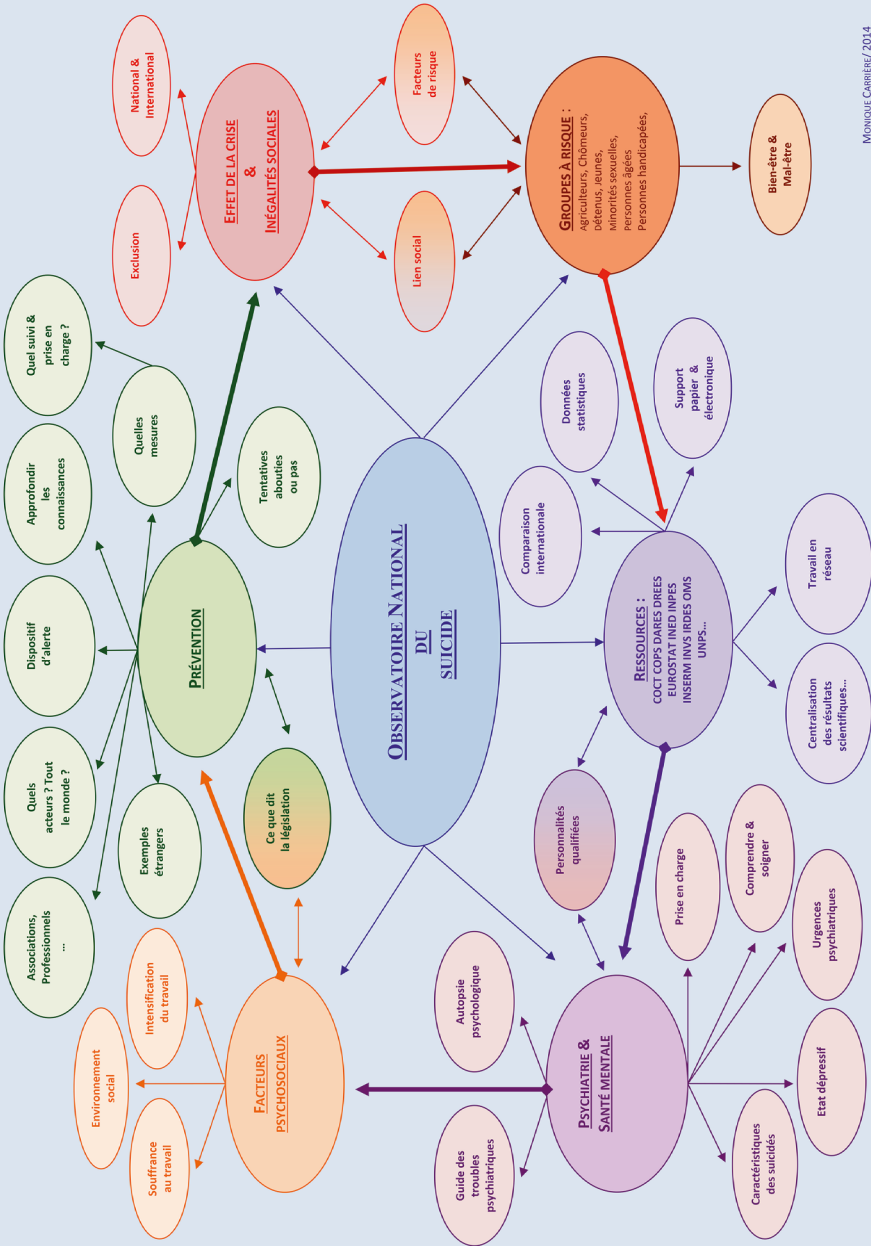 Associations,
Professionnels
...
Quels
acteurs ? Tout
le monde ?
Dispositif
d'alerte
Approfondir
les
connaissances
Quel suivi &
prise en
charge ?
Exemples
étrangers
Quelles
mesures
PRÉVENTION
Tentatives
abouties
ou pas
Ce que dit
la législation
Environnement
social
Souffrance
au travail
Intensification
du travail
FACTEURS
PSYCHOSOCIAUX
Exclusion
National &
International
EFFET DE LA CRISE
&
INÉGALITÉS SOCIALES
Lien social
Facteurs
de risque
OBSERVATOIRE NATIONAL
DU
SUICIDE
Guide des
troubles
psychiatriques
Autopsie
psychologique
PSYCHIATRIE &
SANTÉ MENTALE
Personnalités
qualifiées
Prise en charge
Comprendre &
soigner
Urgences
psychiatriques
Etat dépressif
Caractéristiques
des suicidés
Comparaison
internationale
Données
statistiques
Support
papier &
électronique
RESSOURCES :
COCT COPS DARES DREES
EUROSTAT INED INPES
INSERM INVS IRDES OMS
UNPS...
Centralisation
des résultats
scientifiques...
Travail en
réseau
GROUPES À RISQUE :
Agriculteurs, Chômeurs,
Détenus, Jeunes,
Minorités sexuelles,
Personnes âgées
Personnes handicapées,
Bien-être &
Mal-être
MONIQUE CARRIÈRE/ 2014